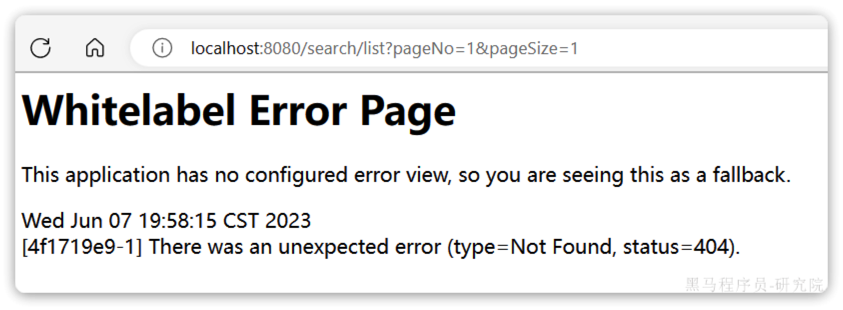 localhost:8080/search/list?pageNo=1&pageSize=1
Whitelabel Error Page
This application has no configured error view, so you are seeing this as a fallback.
Wed Jun 07 19:58:15 CST 2023
[4f1719e9-1] There was an unexpected error (type=Not Found, status=404).
黑马程序员-研究院